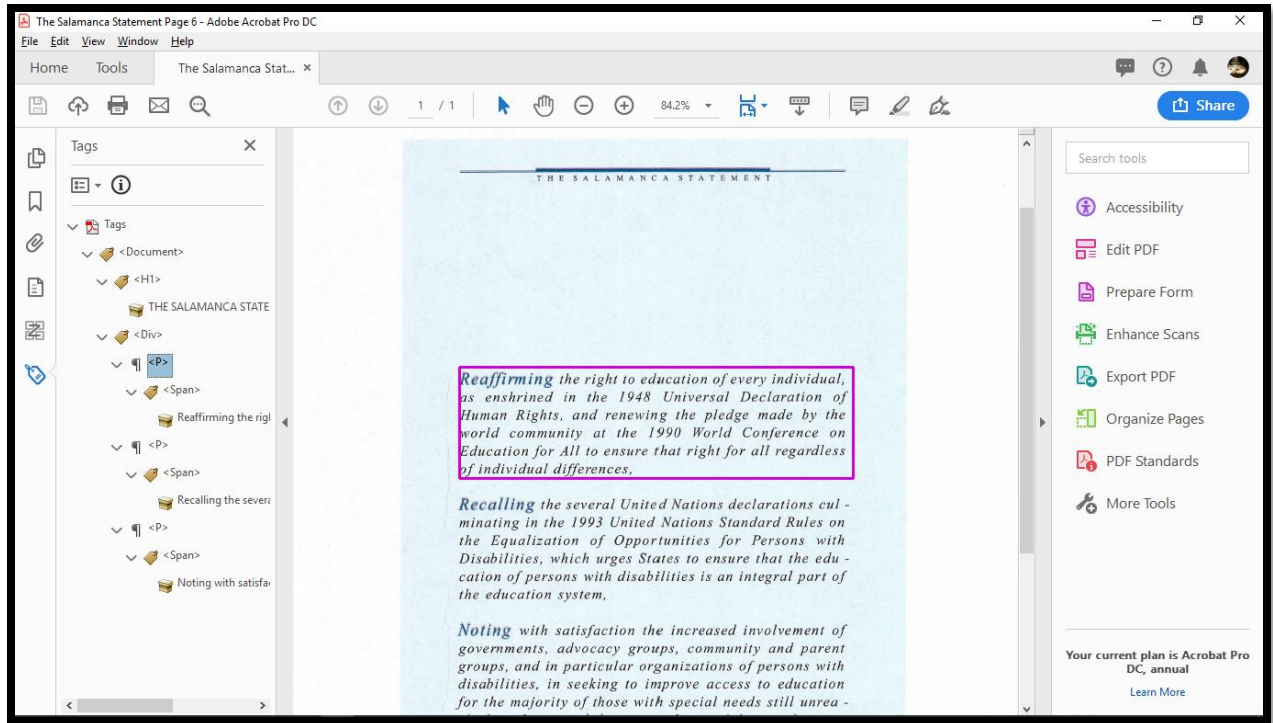 The Salamanca Statement Page 6 - Adobe Acrobat Pro DC
File Edit View Window Help
Home Tools The Salamanca Stat... ×
1 / 1 84.2% Share
Tags
Tags
<Document>
<H1>
THE SALAMANCA STATE
<Div>
<P>
<Span>
Reaffirming the rigl
<P>
<Span>
Recalling the severa
<P>
<Span>
Noting with satisfa
THE SALAMANCA STATEMENT
Reaffirming the right to education of every individual,
as enshrined in the 1948 Universal Declaration of
Human Rights, and renewing the pledge made by the
world community at the 1990 World Conference on
Education for All to ensure that right for all regardless
of individual differences,
Recalling the several United Nations declarations cul -
minating in the 1993 United Nations Standard Rules on
the Equalization of Opportunities for Persons with
Disabilities, which urges States to ensure that the edu -
cation of persons with disabilities is an integral part of
the education system,
Noting with satisfaction the increased involvement of
governments, advocacy groups, community and parent
groups, and in particular organizations of persons with
disabilities, in seeking to improve access to education
for the majority of those with special needs still unrea -
Search tools
Accessibility
Edit PDF
Prepare Form
Enhance Scans
Export PDF
Organize Pages
PDF Standards
More Tools
Your current plan is Acrobat Pro
DC, annual
Learn More